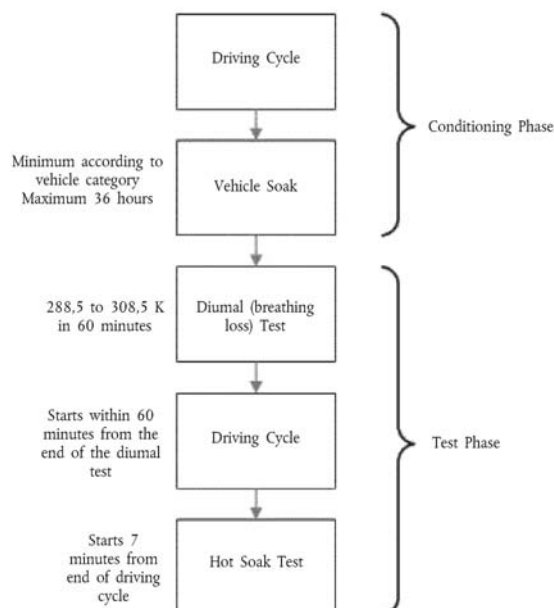 Driving Cycle
Conditioning Phase
Minimum according to
vehicle category
Maximum 36 hours
Vehicle Soak
288,5 to 308,5 K
in 60 minutes
Diumal (breathing
loss) Test
Starts within 60
minutes from the
end of the diumal
test
Driving Cycle
Test Phase
Starts 7
minutes from
end of driving
cycle
Hot Soak Test